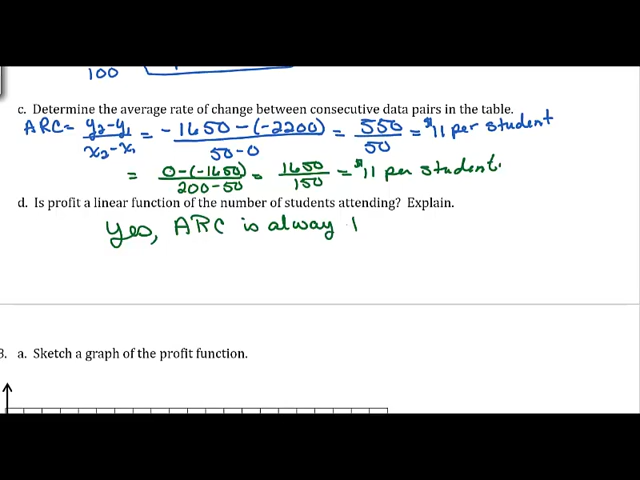 100
c. Determine the average rate of change between consecutive data pairs in the table.
ARC = y₂-y₁/x₂-x₁ = -1650-(-2200)/50-0 = 550/50 = $11 per student
= 0-(-1650)/200-50 = 1650/150 = $11 per student.
d. Is profit a linear function of the number of students attending? Explain.
Yes, ARC is alway
3. a. Sketch a graph of the profit function.